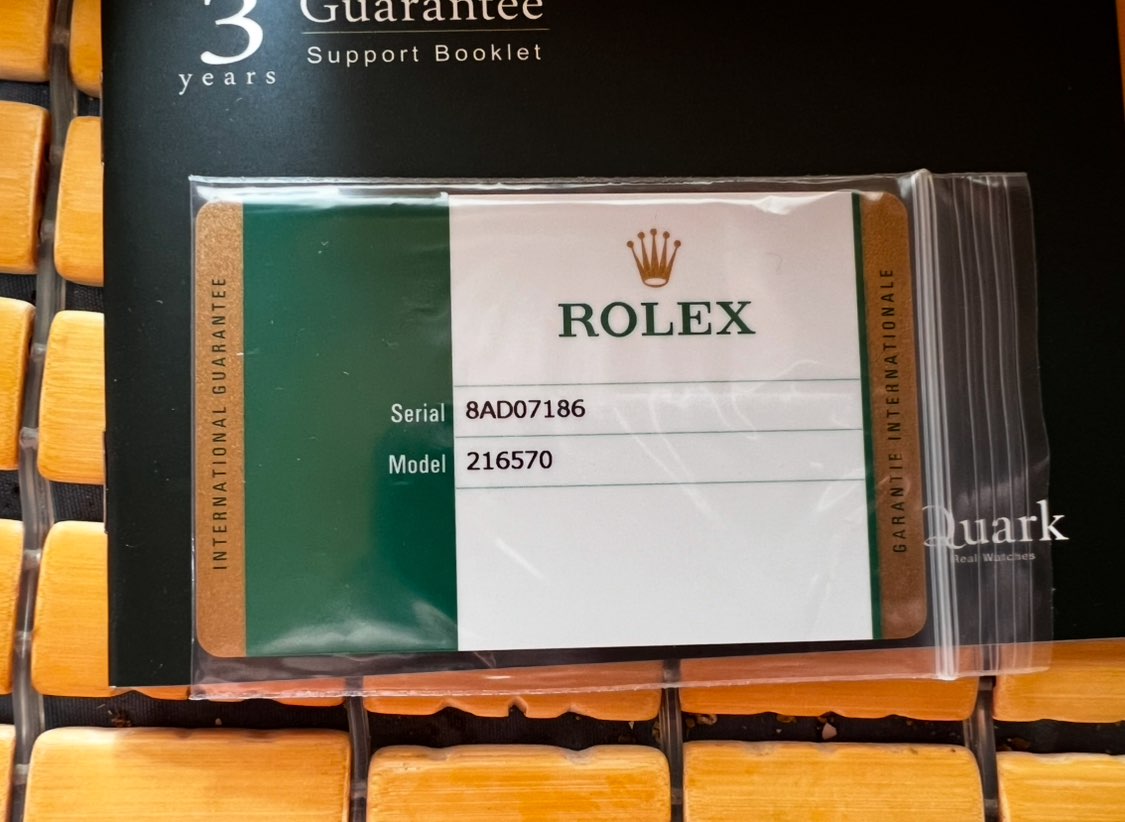 3 Guarantee
years Support Booklet
ROLEX
INTERNATIONAL GUARANTEE
Serial 8AD07186
Model 216570
GARANTIE INTERNATIONALE
Quark
Real Watches